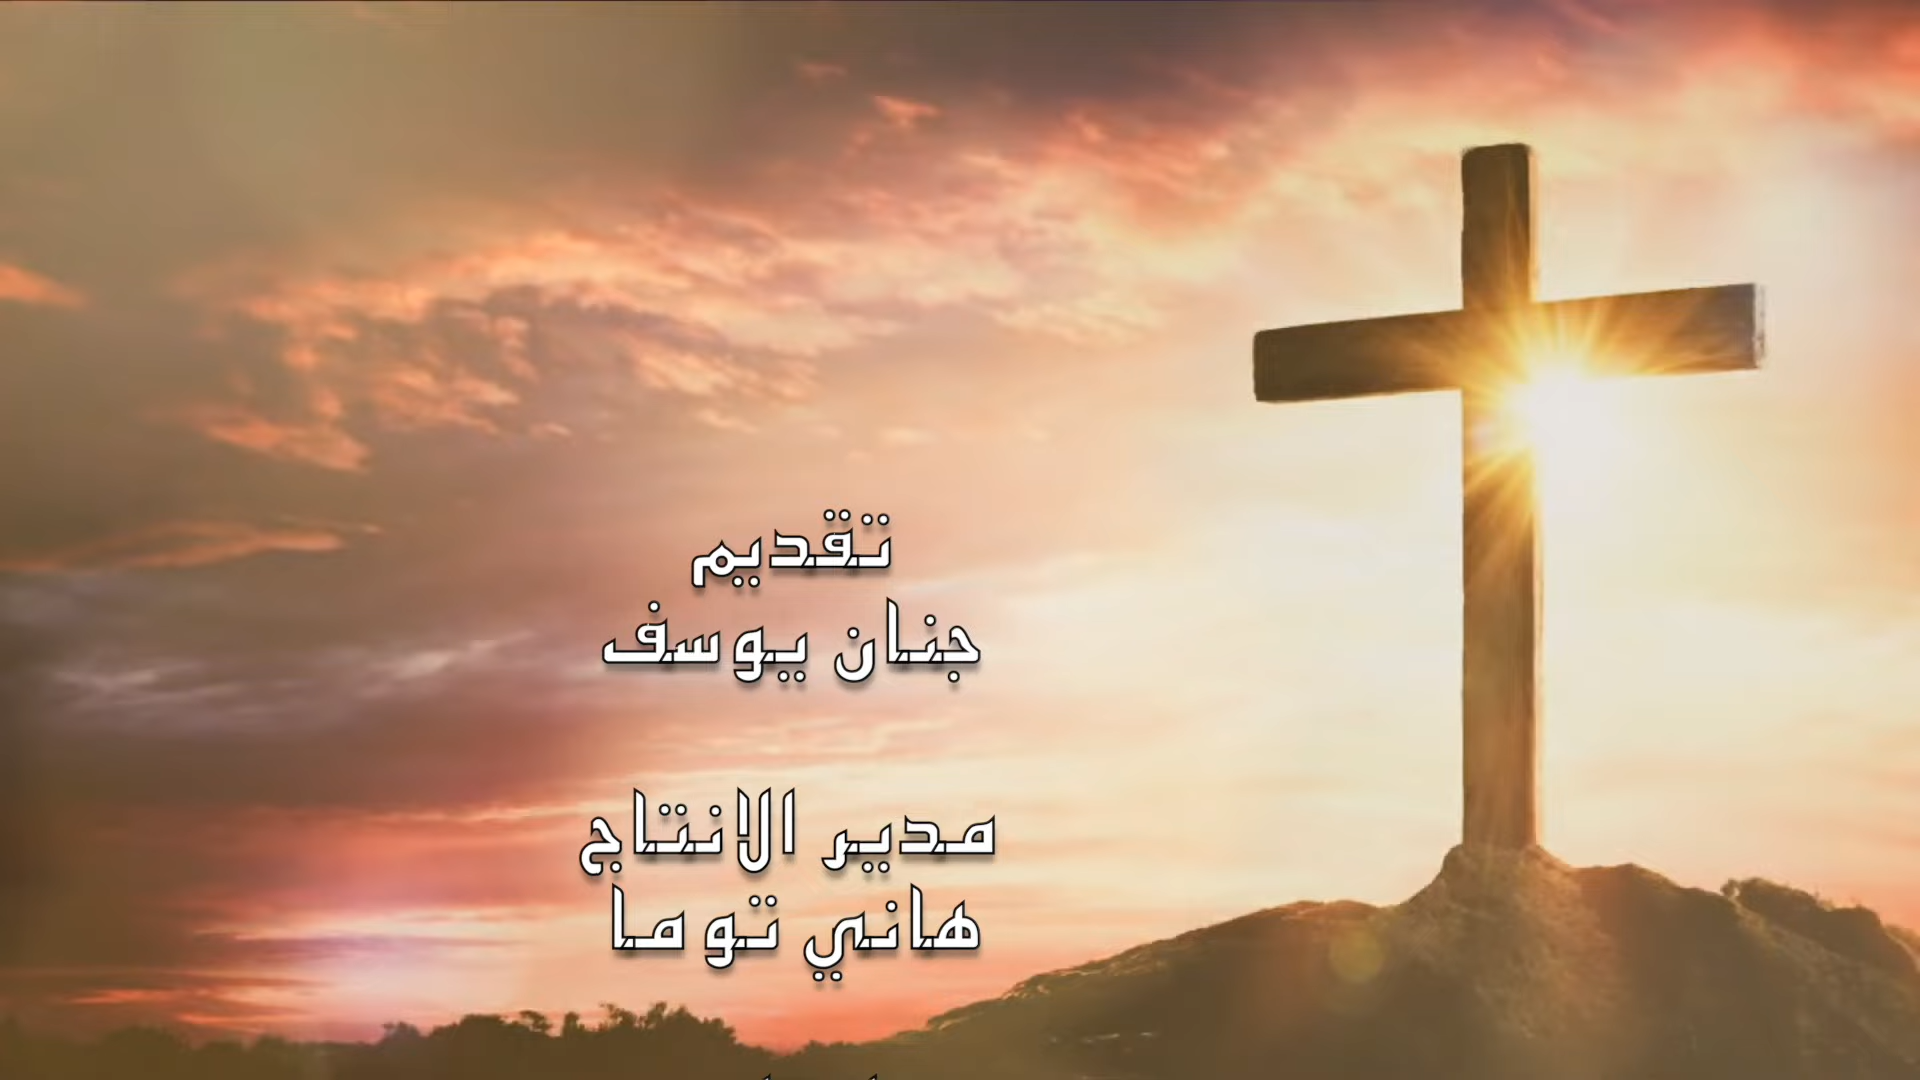 تقديم
جنان يوسف
مدير الانتاج
هاني توما